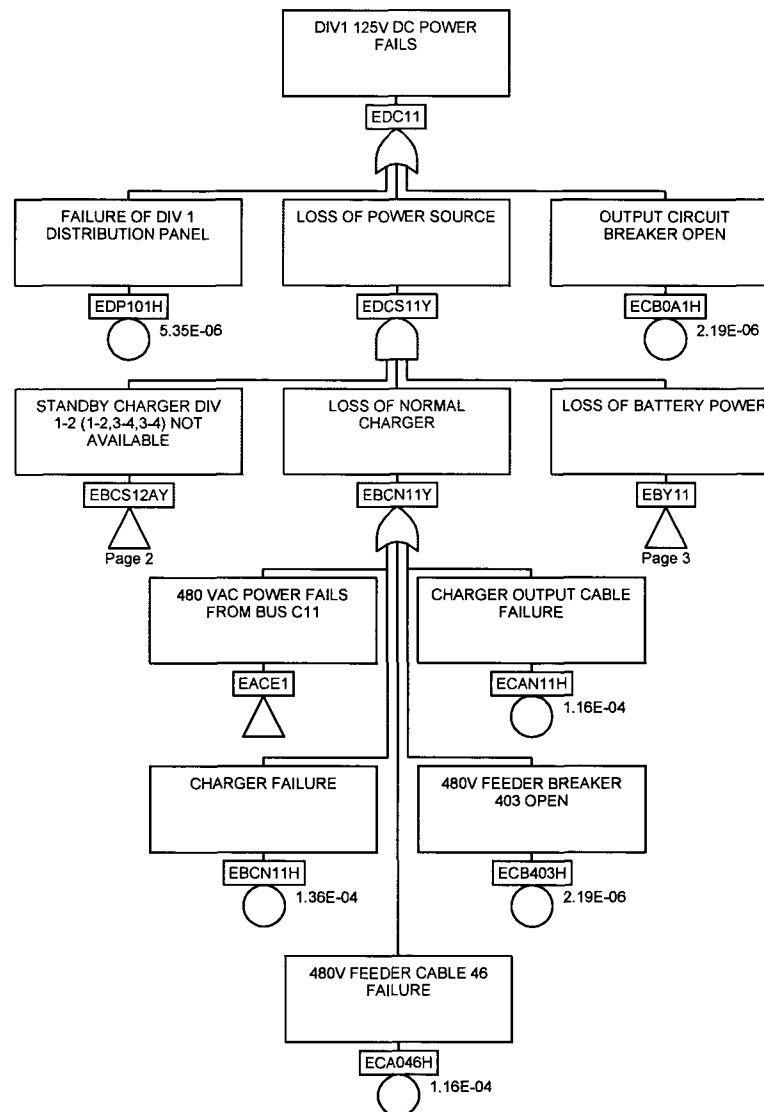 DIV1 125V DC POWER
FAILS
EDC11
FAILURE OF DIV 1
DISTRIBUTION PANEL
LOSS OF POWER SOURCE
OUTPUT CIRCUIT
BREAKER OPEN
EDP101H
5.35E-06
EDCS11Y
ECB0A1H
2.19E-06
STANDBY CHARGER DIV
1-2 (1-2,3-4,3-4) NOT
AVAILABLE
LOSS OF NORMAL
CHARGER
LOSS OF BATTERY POWER
EBCS12AY
Page 2
EBCN11Y
EBY11
Page 3
480 VAC POWER FAILS
FROM BUS C11
CHARGER OUTPUT CABLE
FAILURE
EACE1
ECAN11H
1.16E-04
CHARGER FAILURE
480V FEEDER BREAKER
403 OPEN
EBCN11H
1.36E-04
ECB403H
2.19E-06
480V FEEDER CABLE 46
FAILURE
ECA046H
1.16E-04